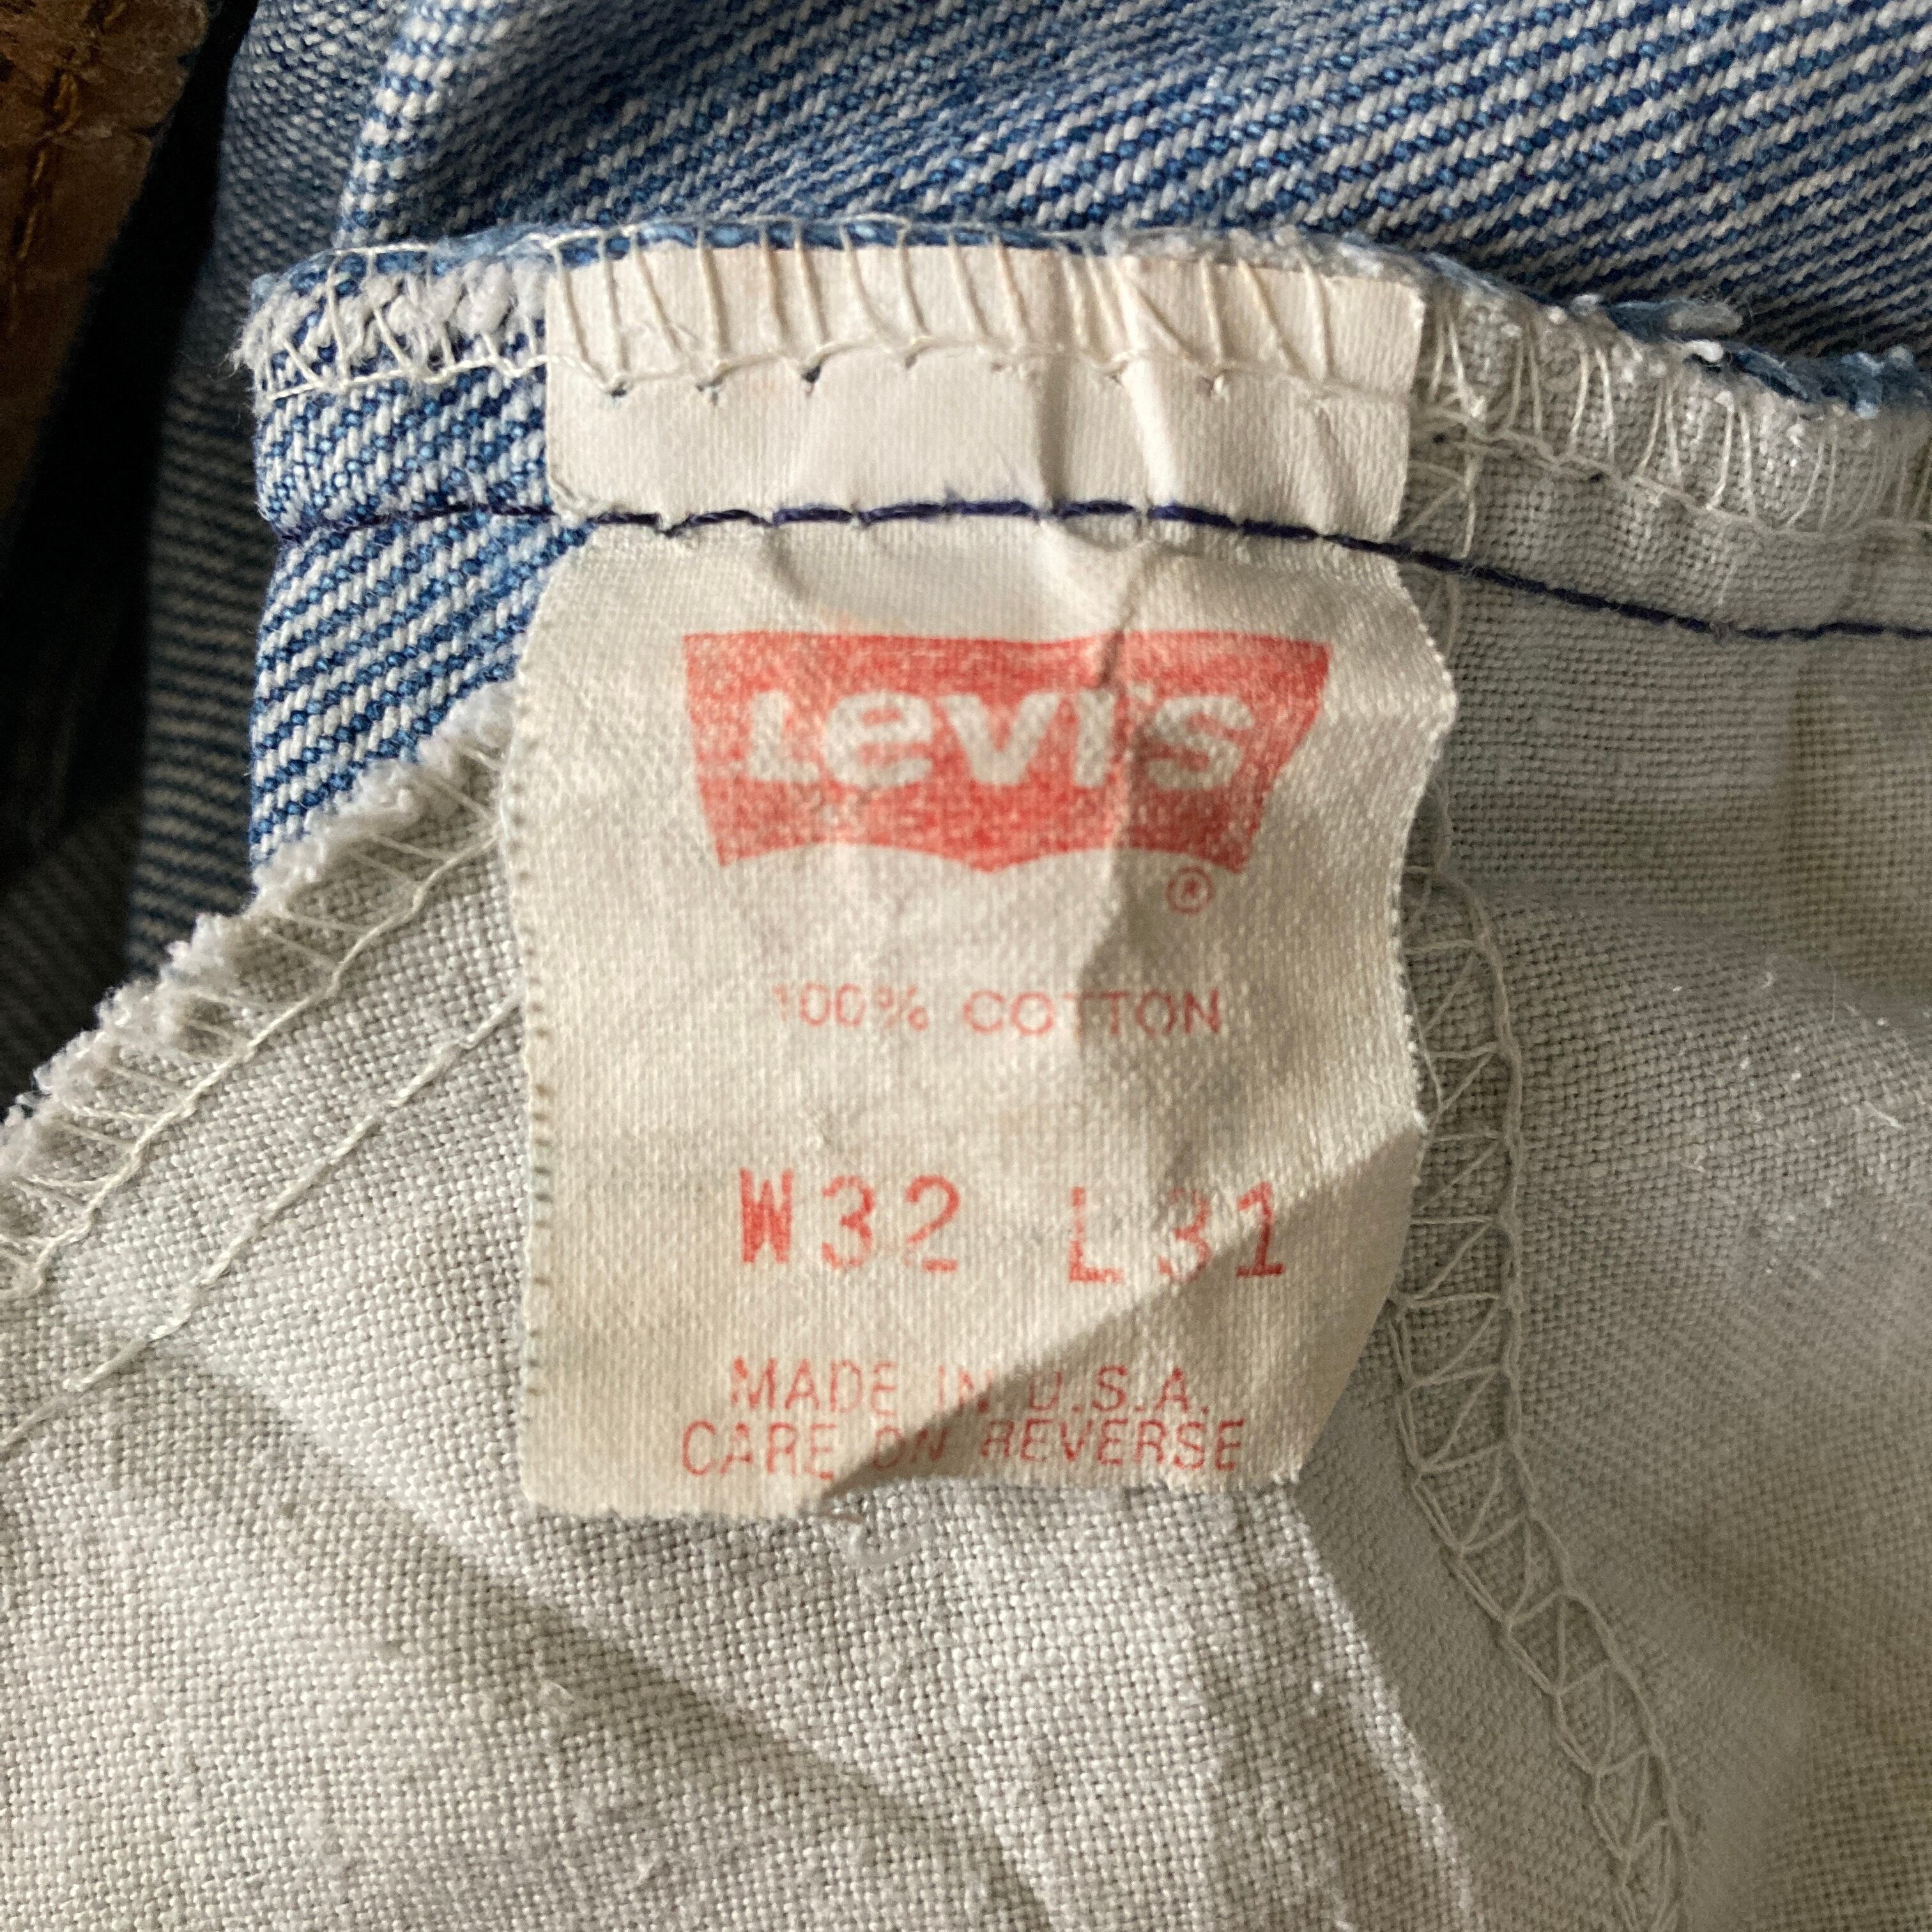 Levi's
®
100% COTTON
W32 L31
MADE IN U.S.A.
CARE ON REVERSE